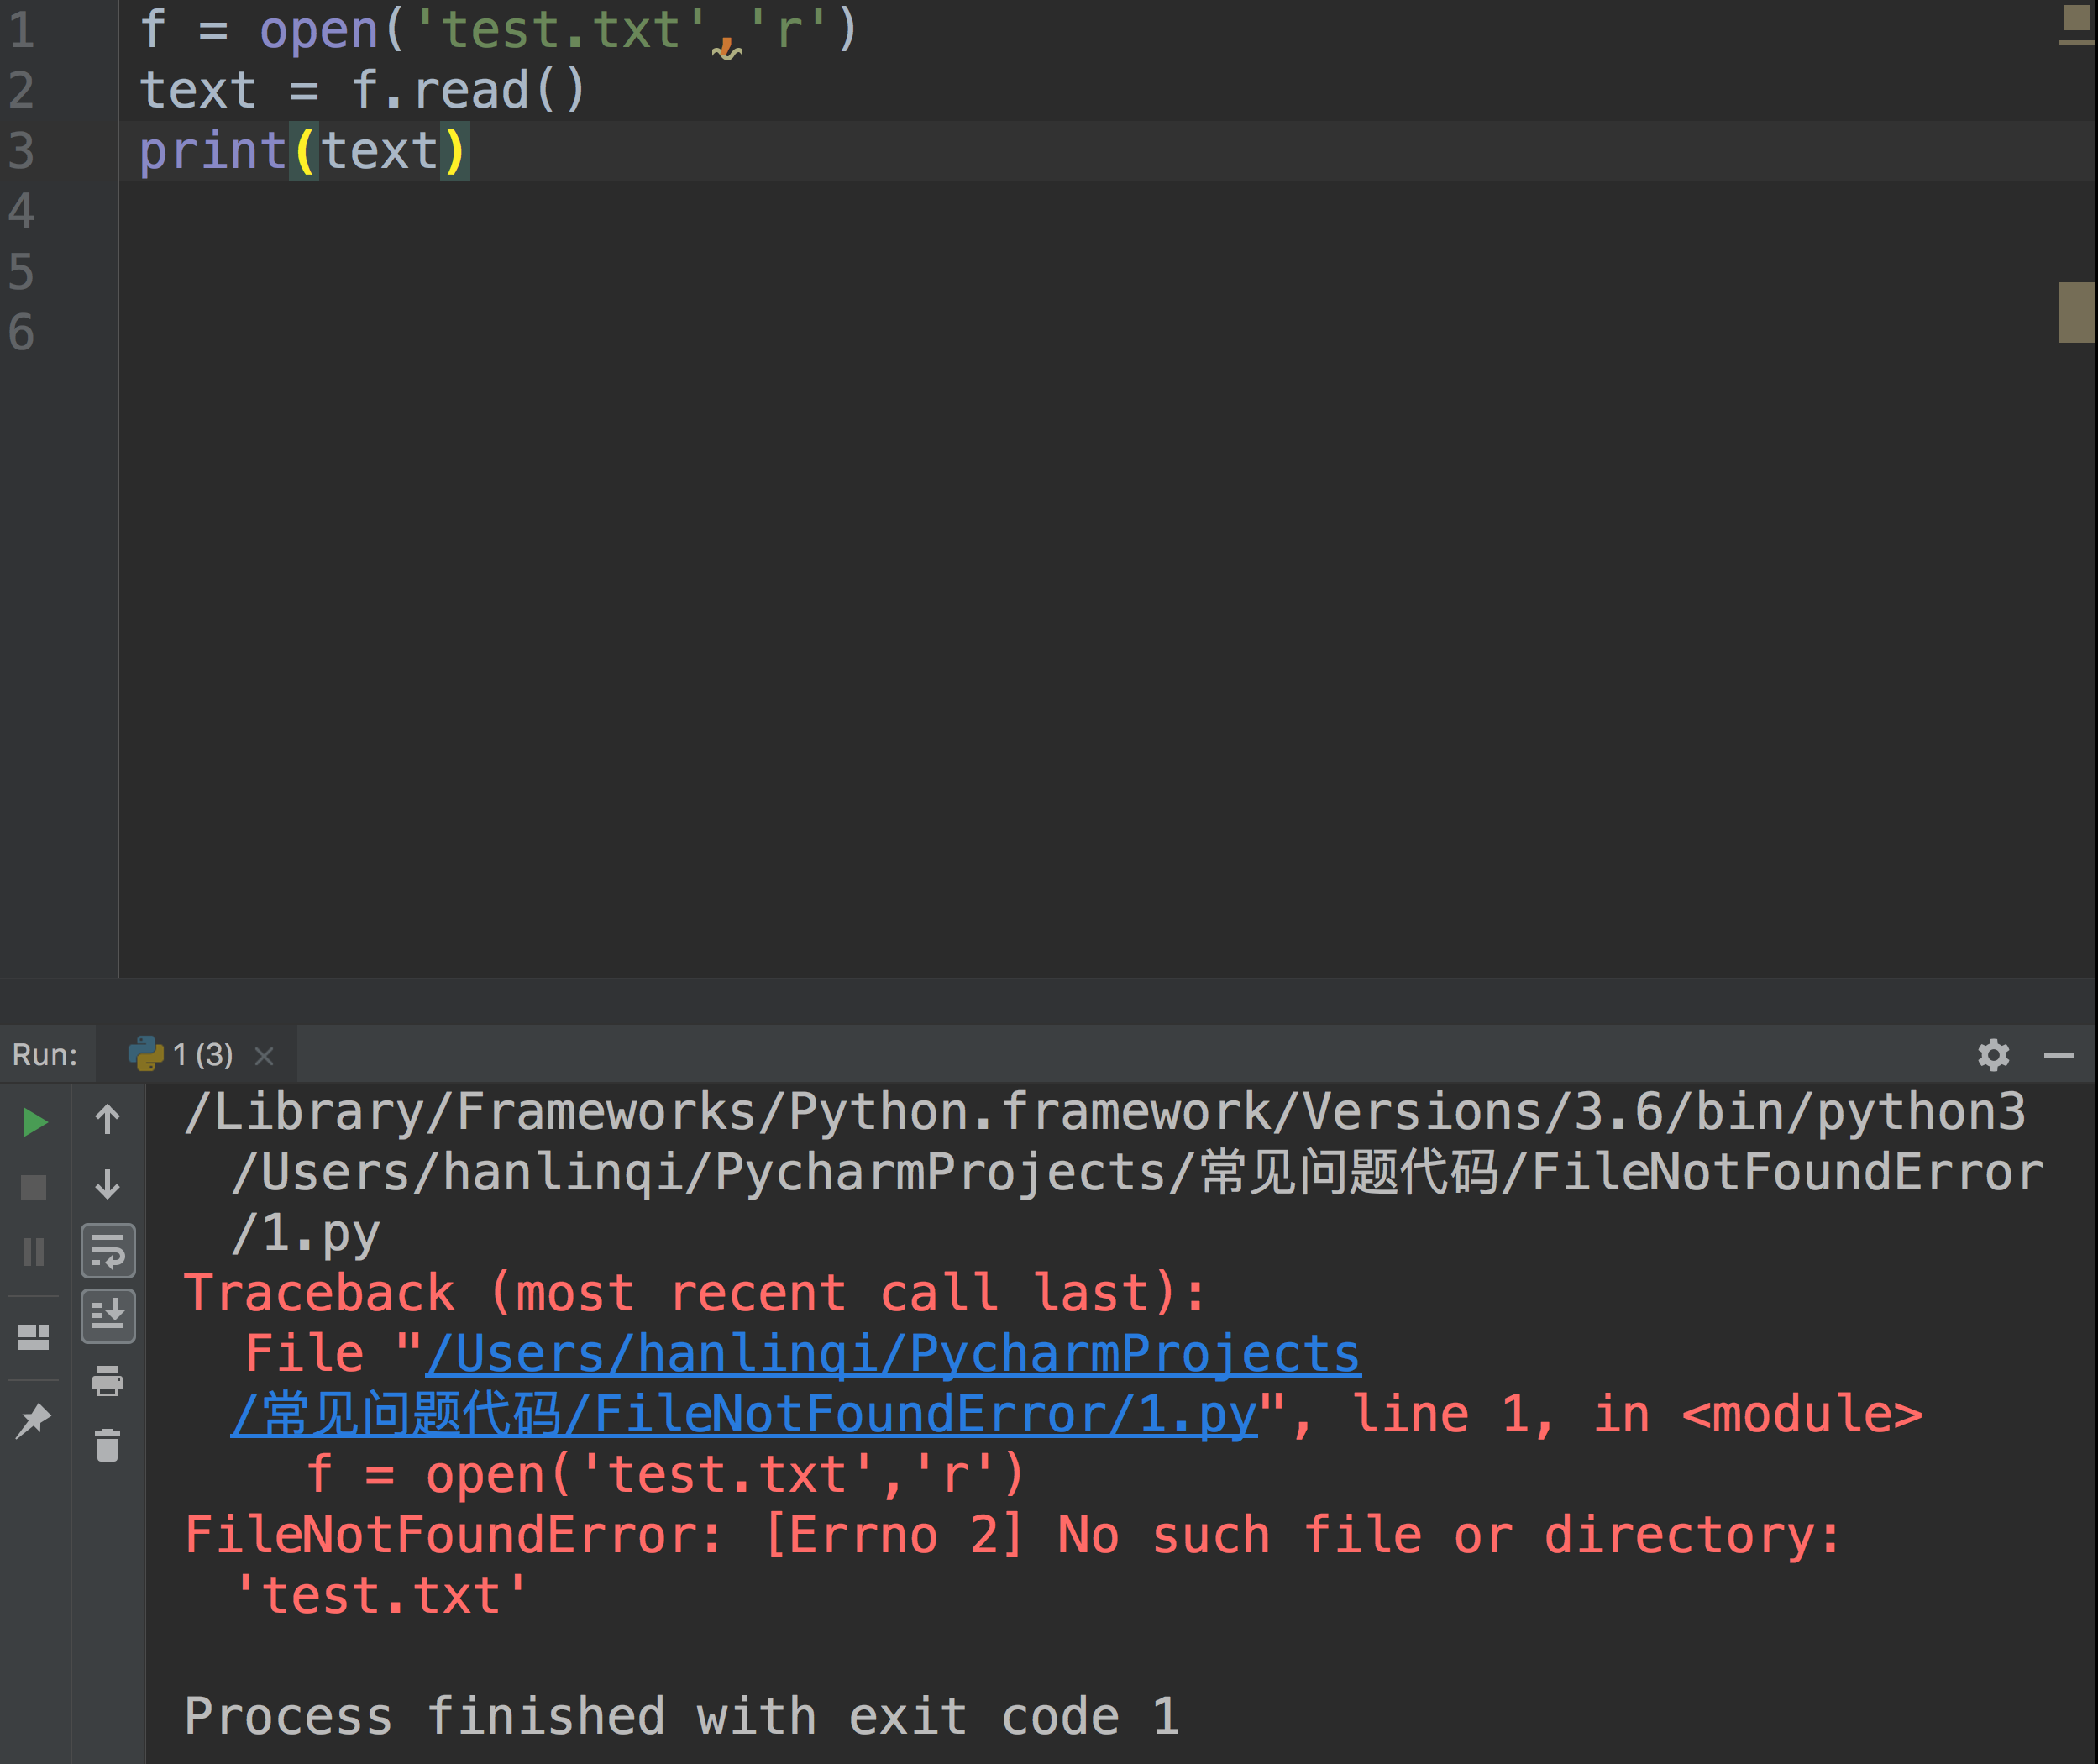 1 f = open('test.txt','r')
2 text = f.read()
3 print(text)
4
5
6
Run: 1 (3) ×
/Library/Frameworks/Python.framework/Versions/3.6/bin/python3
/Users/hanlinqi/PycharmProjects/常见问题代码/FileNotFoundError
/1.py
Traceback (most recent call last):
File "/Users/hanlinqi/PycharmProjects
/常见问题代码/FileNotFoundError/1.py", line 1, in <module>
f = open('test.txt','r')
FileNotFoundError: [Errno 2] No such file or directory:
'test.txt'
Process finished with exit code 1